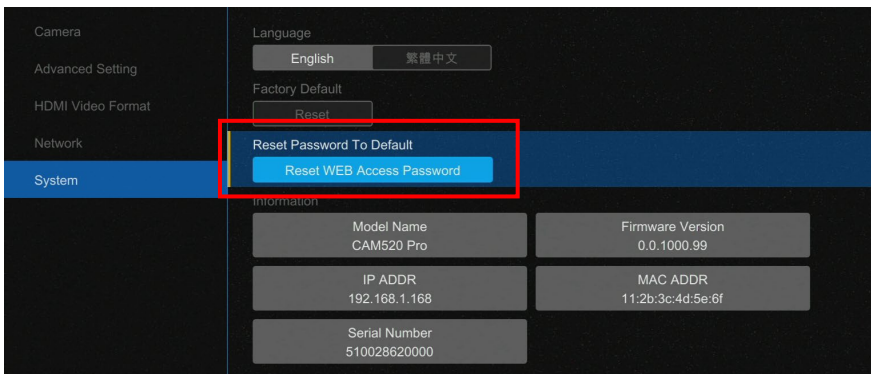 Camera
Advanced Setting
HDMI Video Format
Network
System
Language
English
繁體中文
Factory Default
Reset
Reset Password To Default
Reset WEB Access Password
Information
Model Name
CAM520 Pro
Firmware Version
0.0.1000.99
IP ADDR
192.168.1.168
MAC ADDR
11:2b:3c:4d:5e:6f
Serial Number
510028620000